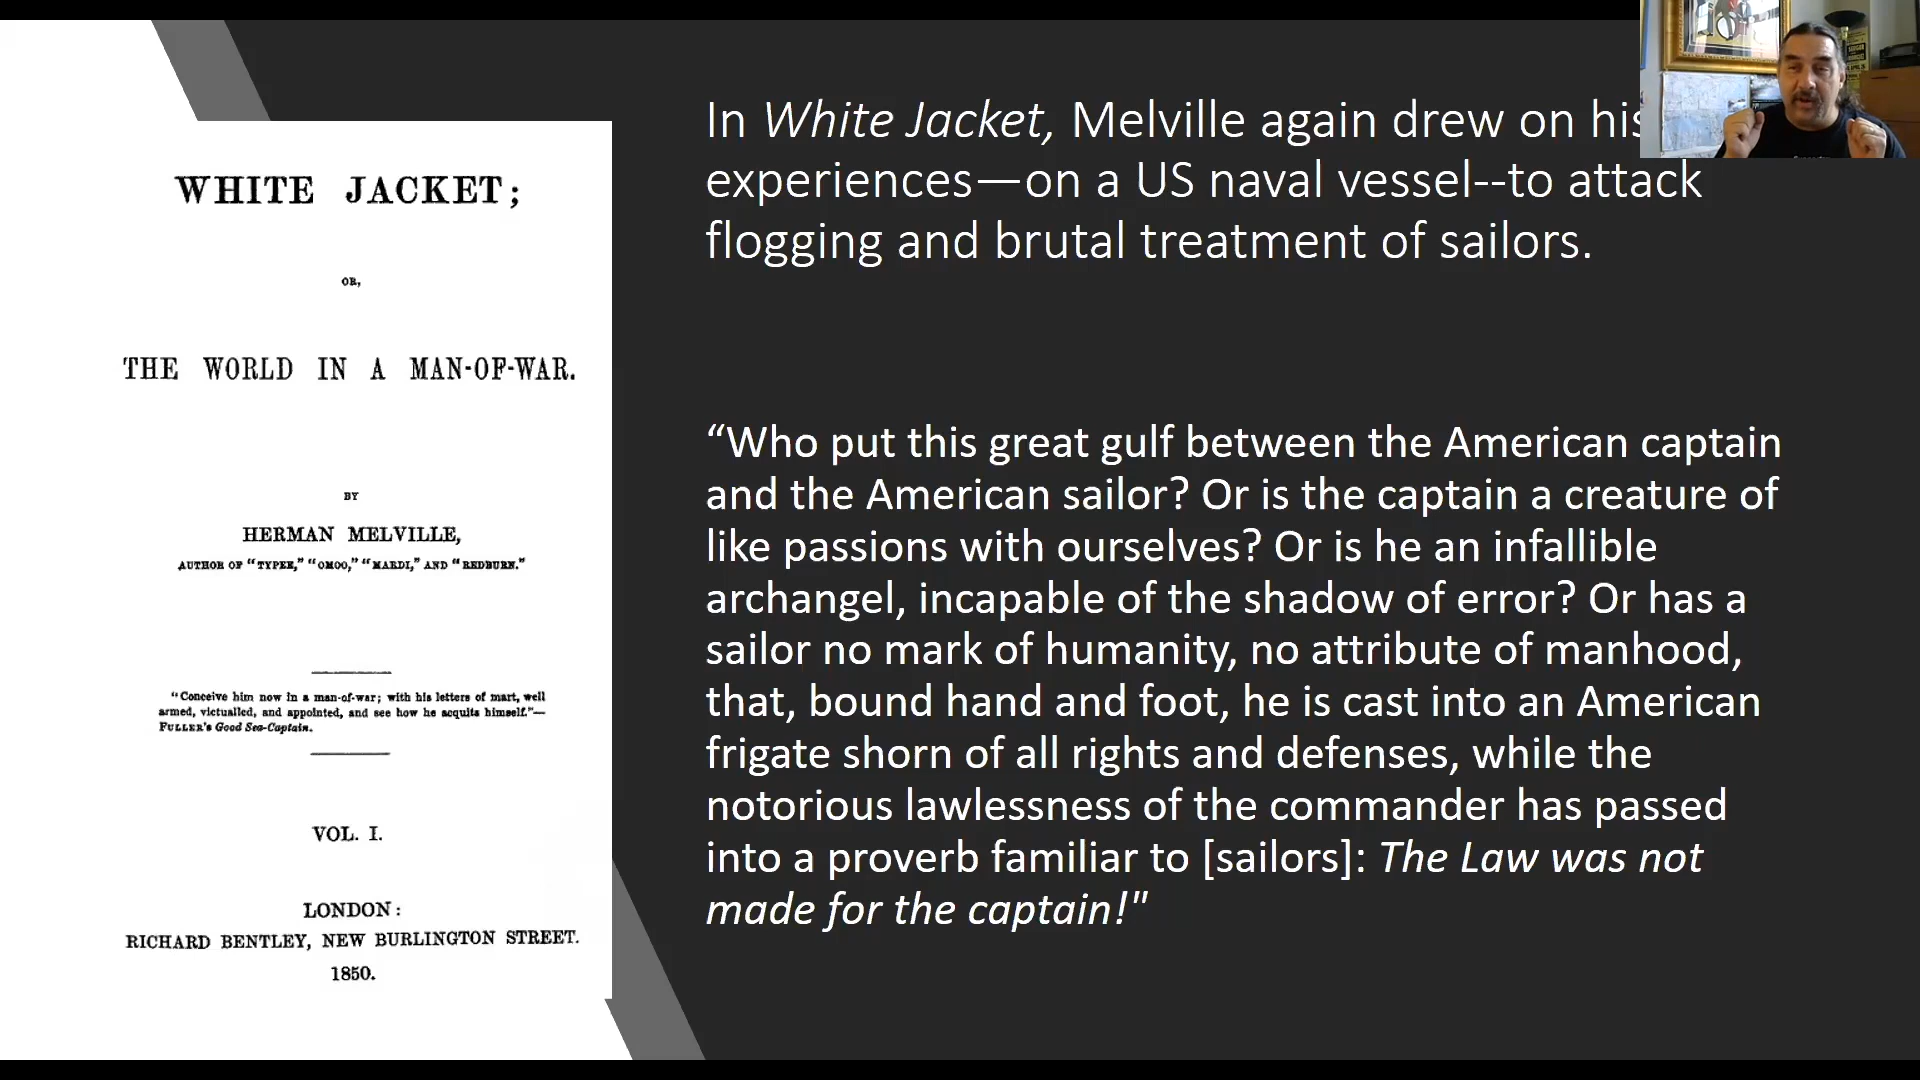 WHITE JACKET;
OR,
THE WORLD IN A MAN-OF-WAR.
BY
HERMAN MELVILLE,
AUTHOR OF "TYPEE," "OMOO," "MARDI," AND "REDBURN."
"Conceive him now in a man-of-war; with his letters of mart, well
armed, victualled, and appointed, and see how he acquits himself."—
FULLER's Good Sea-Captain.
VOL. I.
LONDON:
RICHARD BENTLEY, NEW BURLINGTON STREET.
1850.
In White Jacket, Melville again drew on his
experiences—on a US naval vessel--to attack
flogging and brutal treatment of sailors.
“Who put this great gulf between the American captain
and the American sailor? Or is the captain a creature of
like passions with ourselves? Or is he an infallible
archangel, incapable of the shadow of error? Or has a
sailor no mark of humanity, no attribute of manhood,
that, bound hand and foot, he is cast into an American
frigate shorn of all rights and defenses, while the
notorious lawlessness of the commander has passed
into a proverb familiar to [sailors]: The Law was not
made for the captain!"